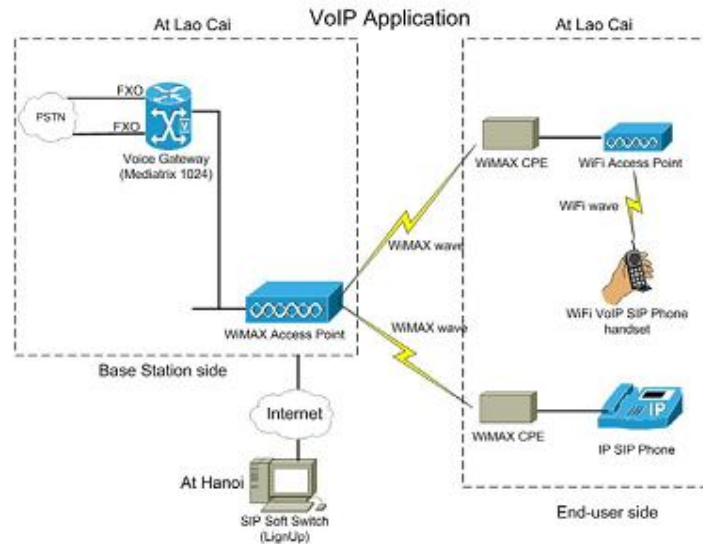 VoIP Application
At Lao Cai
At Lao Cai
FXO
PSTN
FXO
Voice Gateway
(Mediatrix 1024)
WiMAX CPE
WiFi Access Point
WiMAX wave
WiFi wave
WiFi VoIP SIP Phone
handset
WiMAX Access Point
WiMAX wave
Base Station side
Internet
WiMAX CPE
IP
IP SIP Phone
At Hanoi
SIP Soft Switch
(LignUp)
End-user side